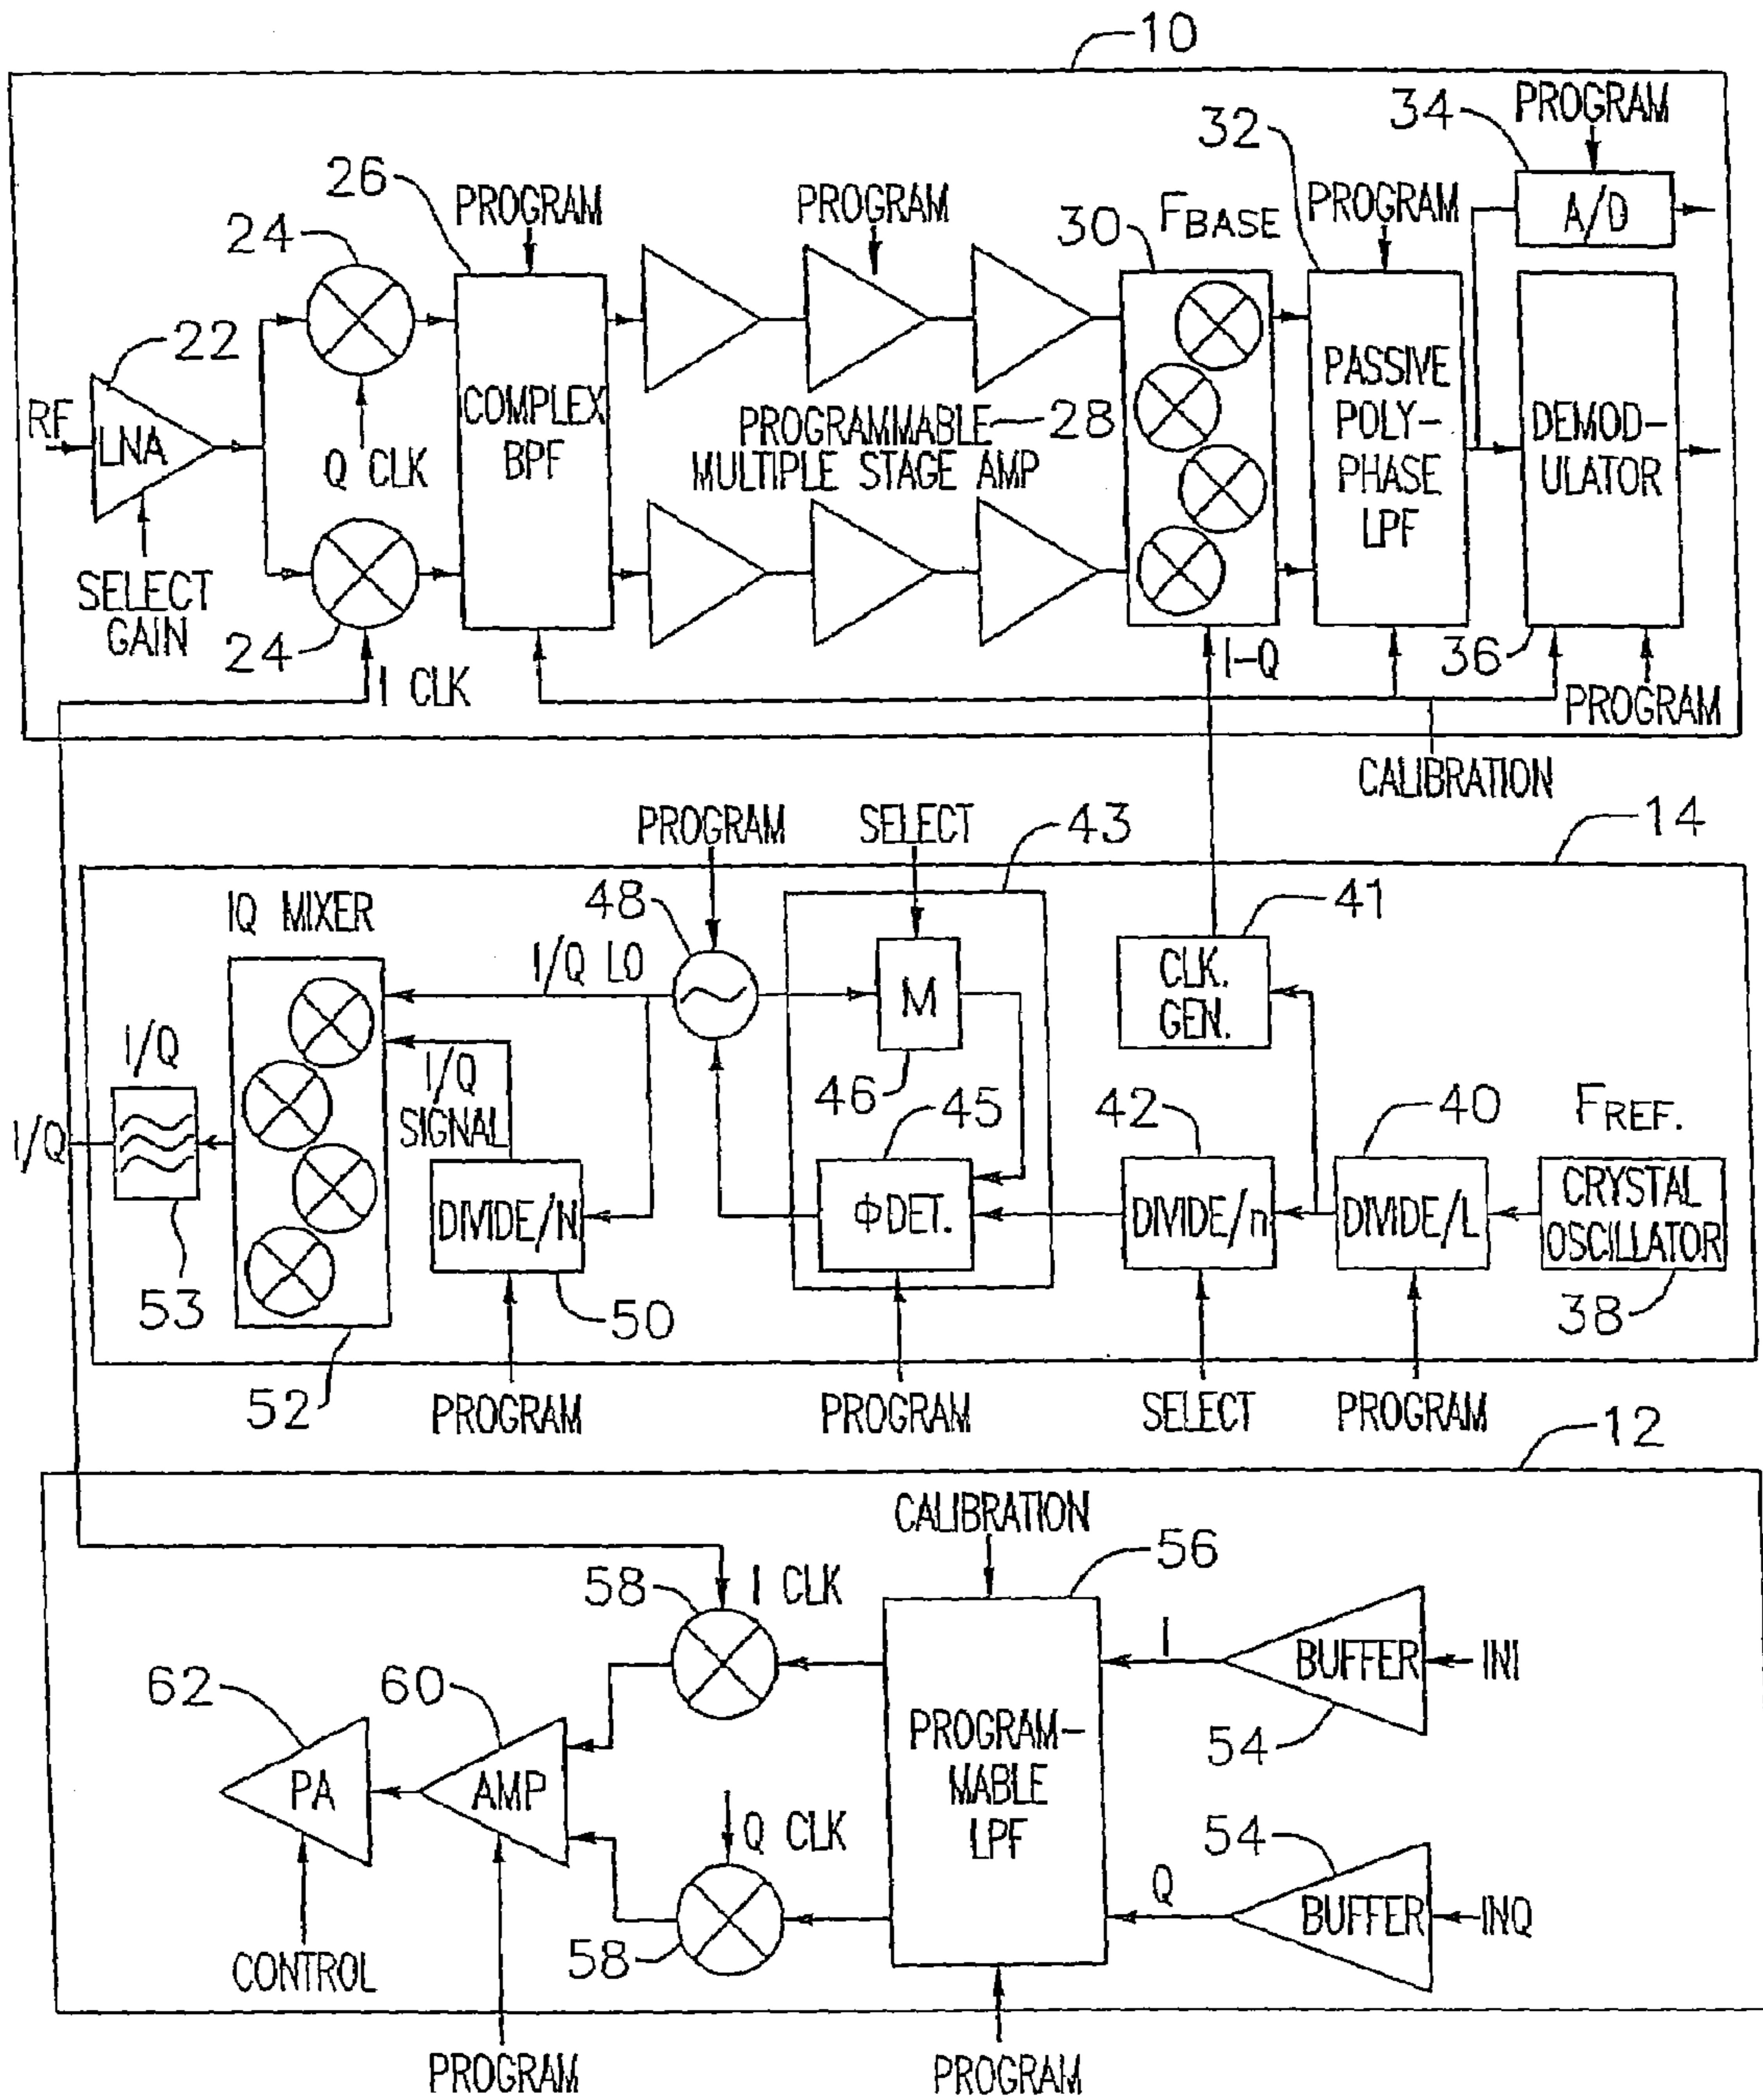 10
34
PROGRAM
32
26
PROGRAM
PROGRAM
30
FBASE
PROGRAM
A/D
24
22
RF
LNA
Q CLK
COMPLEX
BPF
PROGRAMMABLE
28
MULTIPLE STAGE AMP
PASSIVE
POLY-
PHASE
LPF
DEMOD-
ULATOR
SELECT
GAIN
24
I CLK
I-Q
36
PROGRAM
CALIBRATION
PROGRAM
SELECT
43
14
IQ MIXER
48
41
I/Q LO
M
CLK.
GEN.
I/Q
I/Q
SIGNAL
46
45
42
40
FREF.
I/Q
DIVIDE/N
ΦDET.
DIVIDE/n
DIVIDE/L
CRYSTAL
OSCILLATOR
53
50
38
52
PROGRAM
PROGRAM
SELECT
PROGRAM
12
CALIBRATION
56
58
I CLK
I
BUFFER
INI
62
60
54
PROGRAM-
MABLE
LPF
PA
AMP
Q CLK
54
Q
BUFFER
INQ
58
CONTROL
PROGRAM
PROGRAM